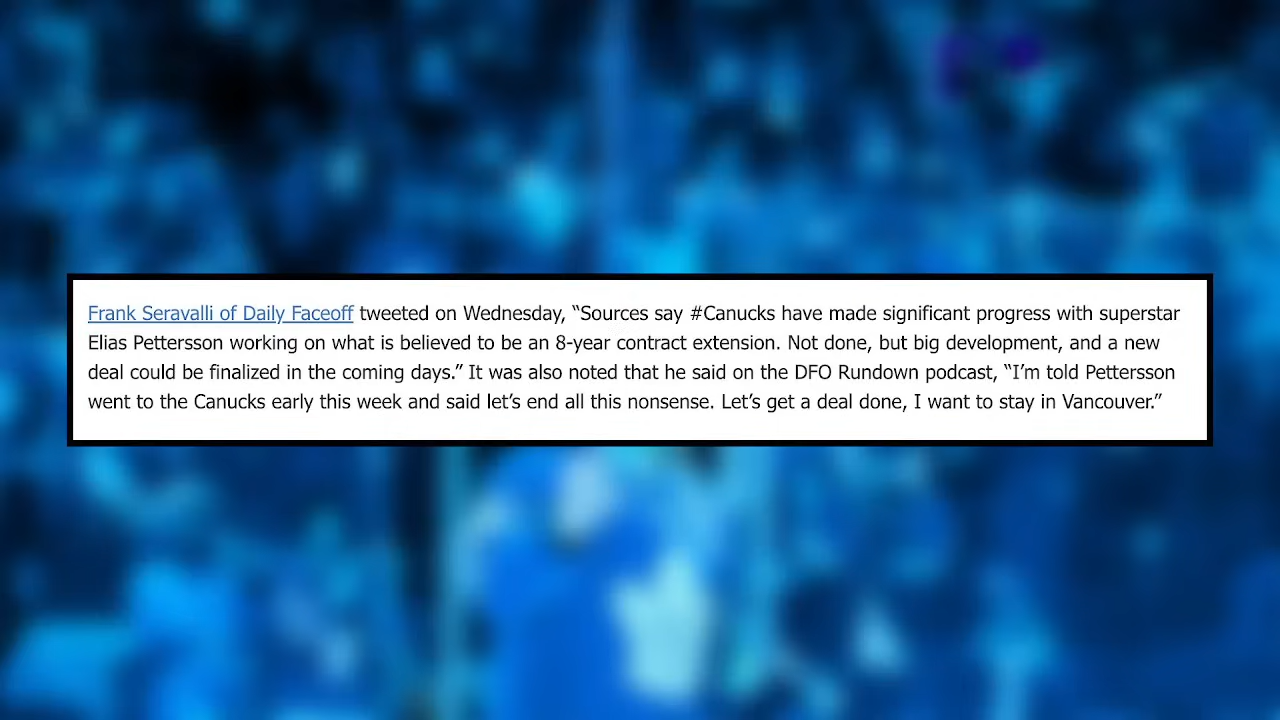 Frank Seravalli of Daily Faceoff tweeted on Wednesday, “Sources say #Canucks have made significant progress with superstar
Elias Pettersson working on what is believed to be an 8-year contract extension. Not done, but big development, and a new
deal could be finalized in the coming days.” It was also noted that he said on the DFO Rundown podcast, “I’m told Pettersson
went to the Canucks early this week and said let’s end all this nonsense. Let’s get a deal done, I want to stay in Vancouver.”